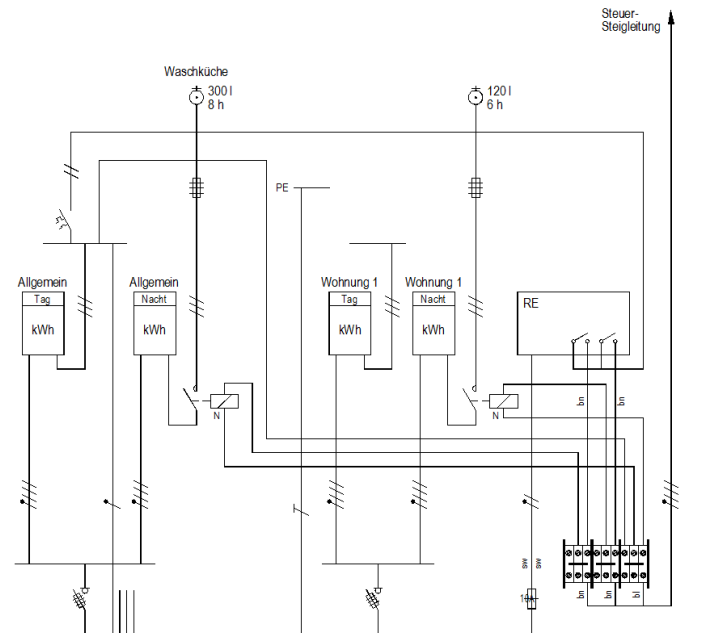 Steuer-
Steigleitung
Waschküche
300 l
8 h
120 l
6 h
PE
Allgemein
Tag
kWh
Allgemein
Nacht
kWh
Wohnung 1
Tag
kWh
Wohnung 1
Nacht
kWh
RE
bn
bn
N
N
sw
sw
bn
bn
bl